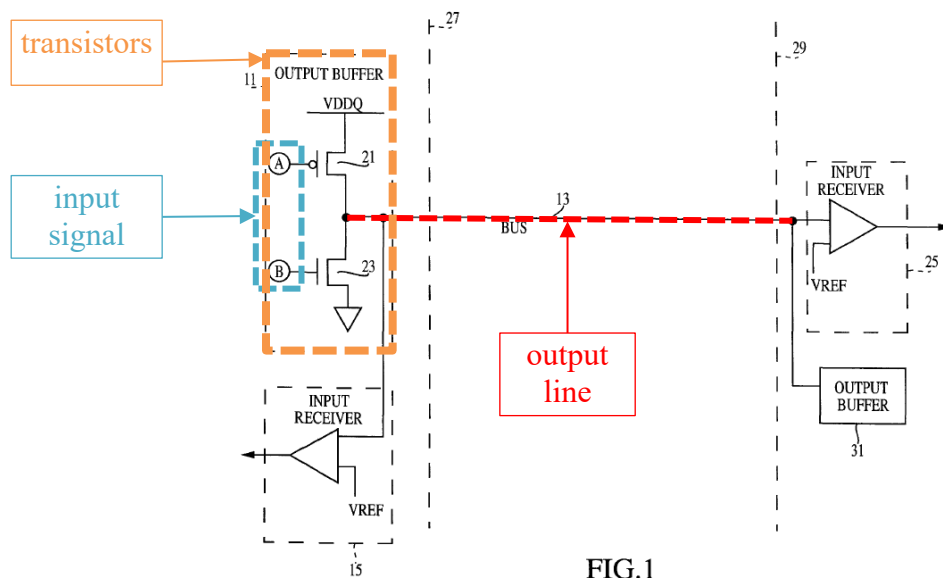 transistors
27
29
11
OUTPUT BUFFER
VDDQ
A
21
input
signal
13
BUS
INPUT
RECEIVER
VREF
25
B
23
output
line
INPUT
RECEIVER
VREF
15
OUTPUT
BUFFER
31
FIG.1